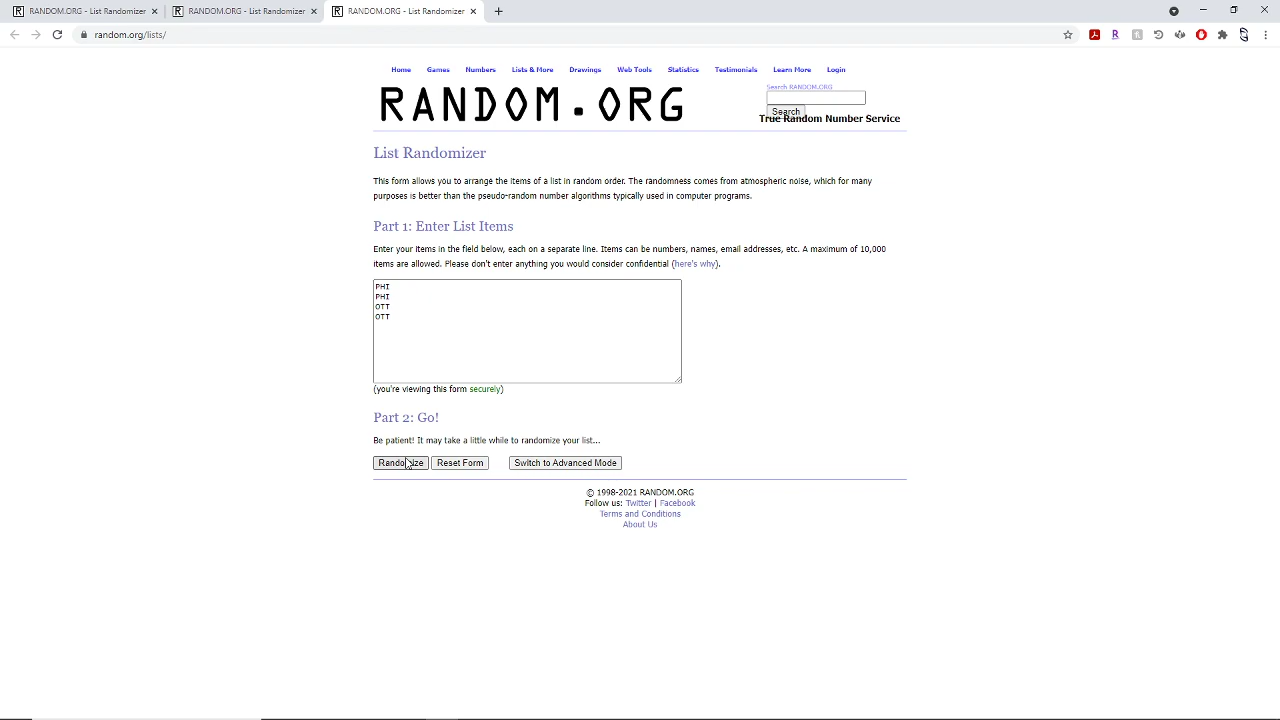 RANDOM.ORG - List Randomizer
RANDOM.ORG - List Randomizer
RANDOM.ORG - List Randomizer
random.org/lists/
Home Games Numbers Lists & More Drawings Web Tools Statistics Testimonials Learn More Login
RANDOM.ORG
Search RANDOM.ORG
Search
True Random Number Service
List Randomizer
This form allows you to arrange the items of a list in random order. The randomness comes from atmospheric noise, which for many
purposes is better than the pseudo-random number algorithms typically used in computer programs.
Part 1: Enter List Items
Enter your items in the field below, each on a separate line. Items can be numbers, names, email addresses, etc. A maximum of 10,000
items are allowed. Please don't enter anything you would consider confidential (here's why).
PHI
PHI
OTT
OTT
(you're viewing this form securely)
Part 2: Go!
Be patient! It may take a little while to randomize your list...
Randomize Reset Form Switch to Advanced Mode
© 1998-2021 RANDOM.ORG
Follow us: Twitter | Facebook
Terms and Conditions
About Us